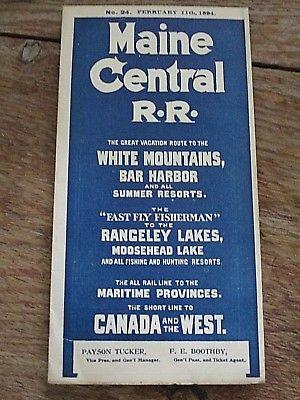 No. 24. FEBRUARY 11th, 1894.
Maine
Central
R.R.
THE GREAT VACATION ROUTE TO THE
WHITE MOUNTAINS,
BAR HARBOR
AND ALL
SUMMER RESORTS.
THE
"FAST FLY FISHERMAN"
TO THE
RANGELEY LAKES,
MOOSEHEAD LAKE
AND ALL FISHING AND HUNTING RESORTS.
THE ALL RAIL LINE TO THE
MARITIME PROVINCES.
THE SHORT LINE TO
CANADA AND THE WEST.
PAYSON TUCKER, F. E. BOOTHBY,
Vice Pres. and Gen'l Manager. Gen'l Pass. and Ticket Agent.